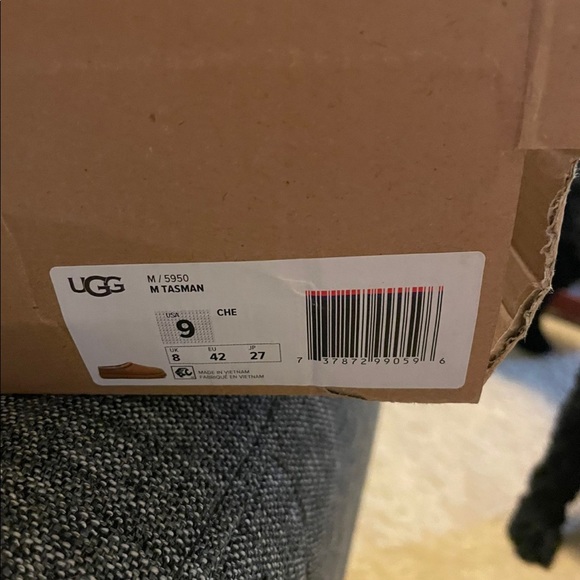 UGG
M / 5950
M TASMAN
USA
9
CHE
UK EU JP
8 42 27
MADE IN VIETNAM
FABRIQUÉ EN VIETNAM
7 37872 99059 6